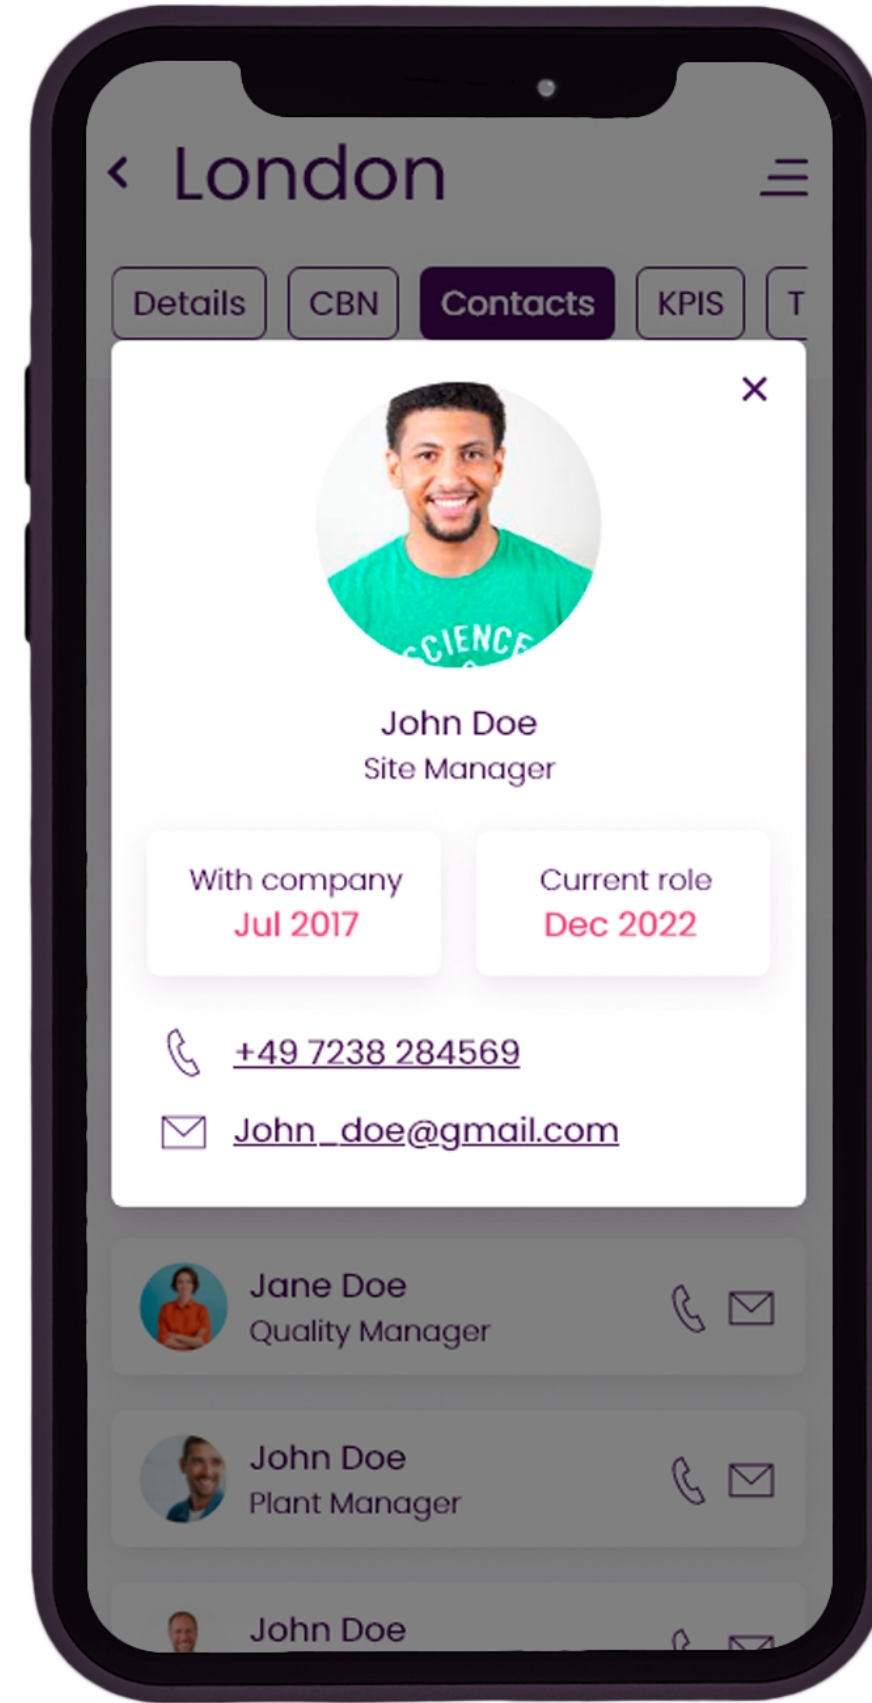 London
Details CBN Contacts KPIS T
SCIENCE
John Doe
Site Manager
With company Current role
Jul 2017 Dec 2022
+49 7238 284569
John_doe@gmail.com
Jane Doe
Quality Manager
John Doe
Plant Manager
John Doe